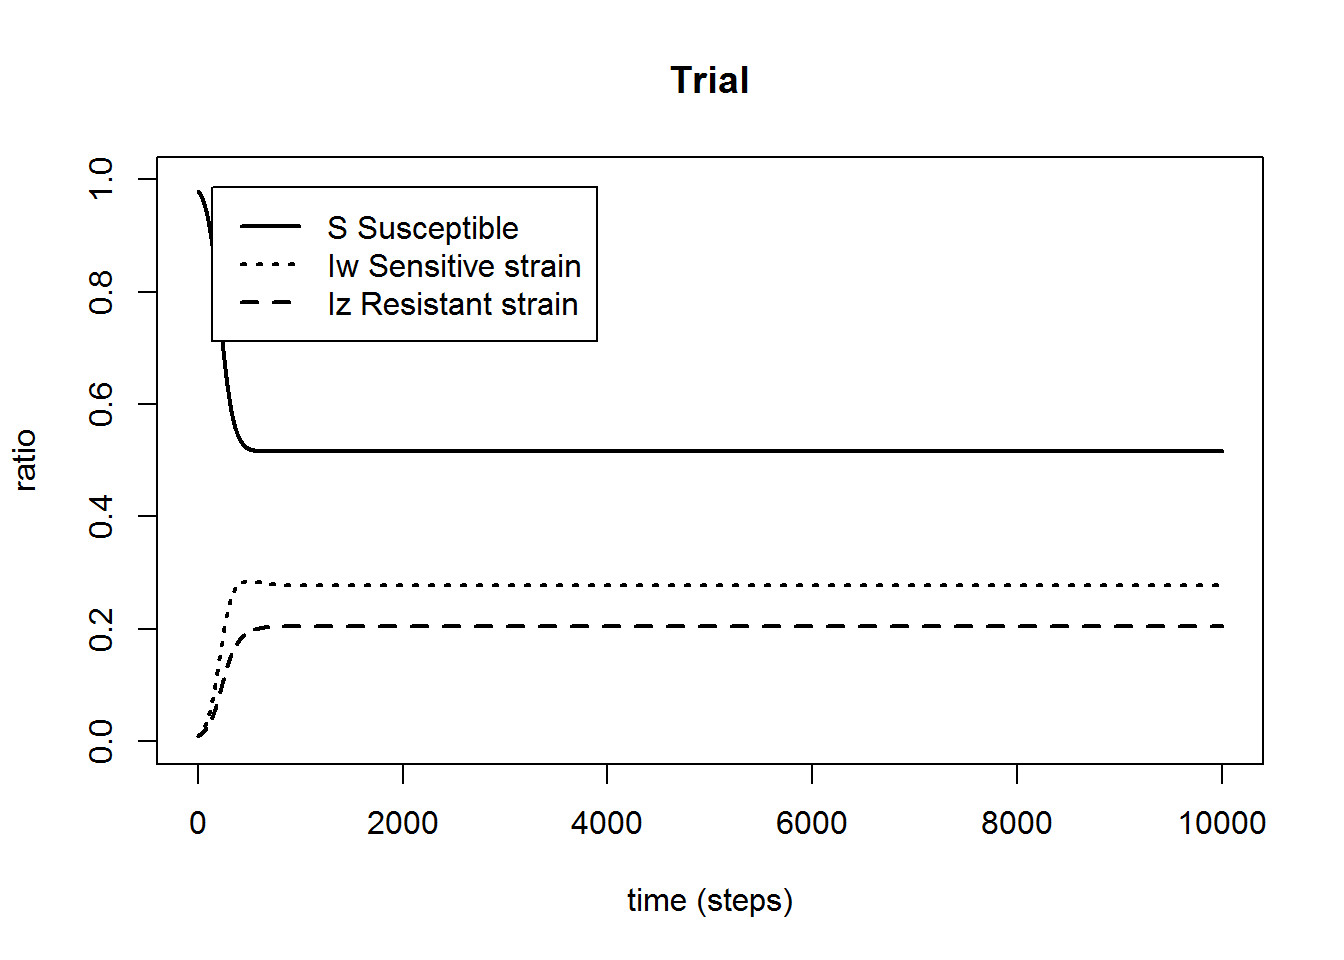 Trial
1.0
0.8
0.6
0.4
0.2
0.0
ratio
S Susceptible
Iw Sensitive strain
Iz Resistant strain
0 2000 4000 6000 8000 10000
time (steps)